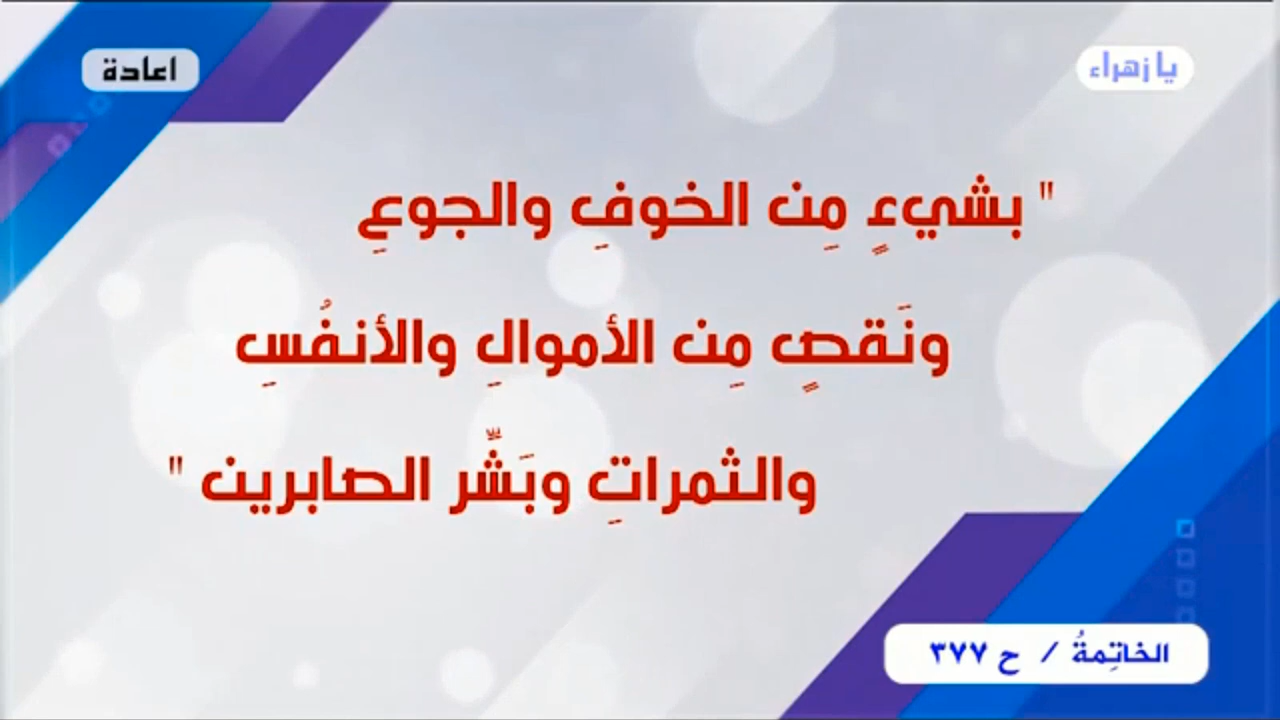 يا زهراء
اعادة
" بشيءٍ مِن الخوفِ والجوعِ
ونَقصٍ مِن الأموالِ والأنفُسِ
والثمراتِ وبَشِّر الصابرين "
الخاتِمةُ / ح ٣٧٧